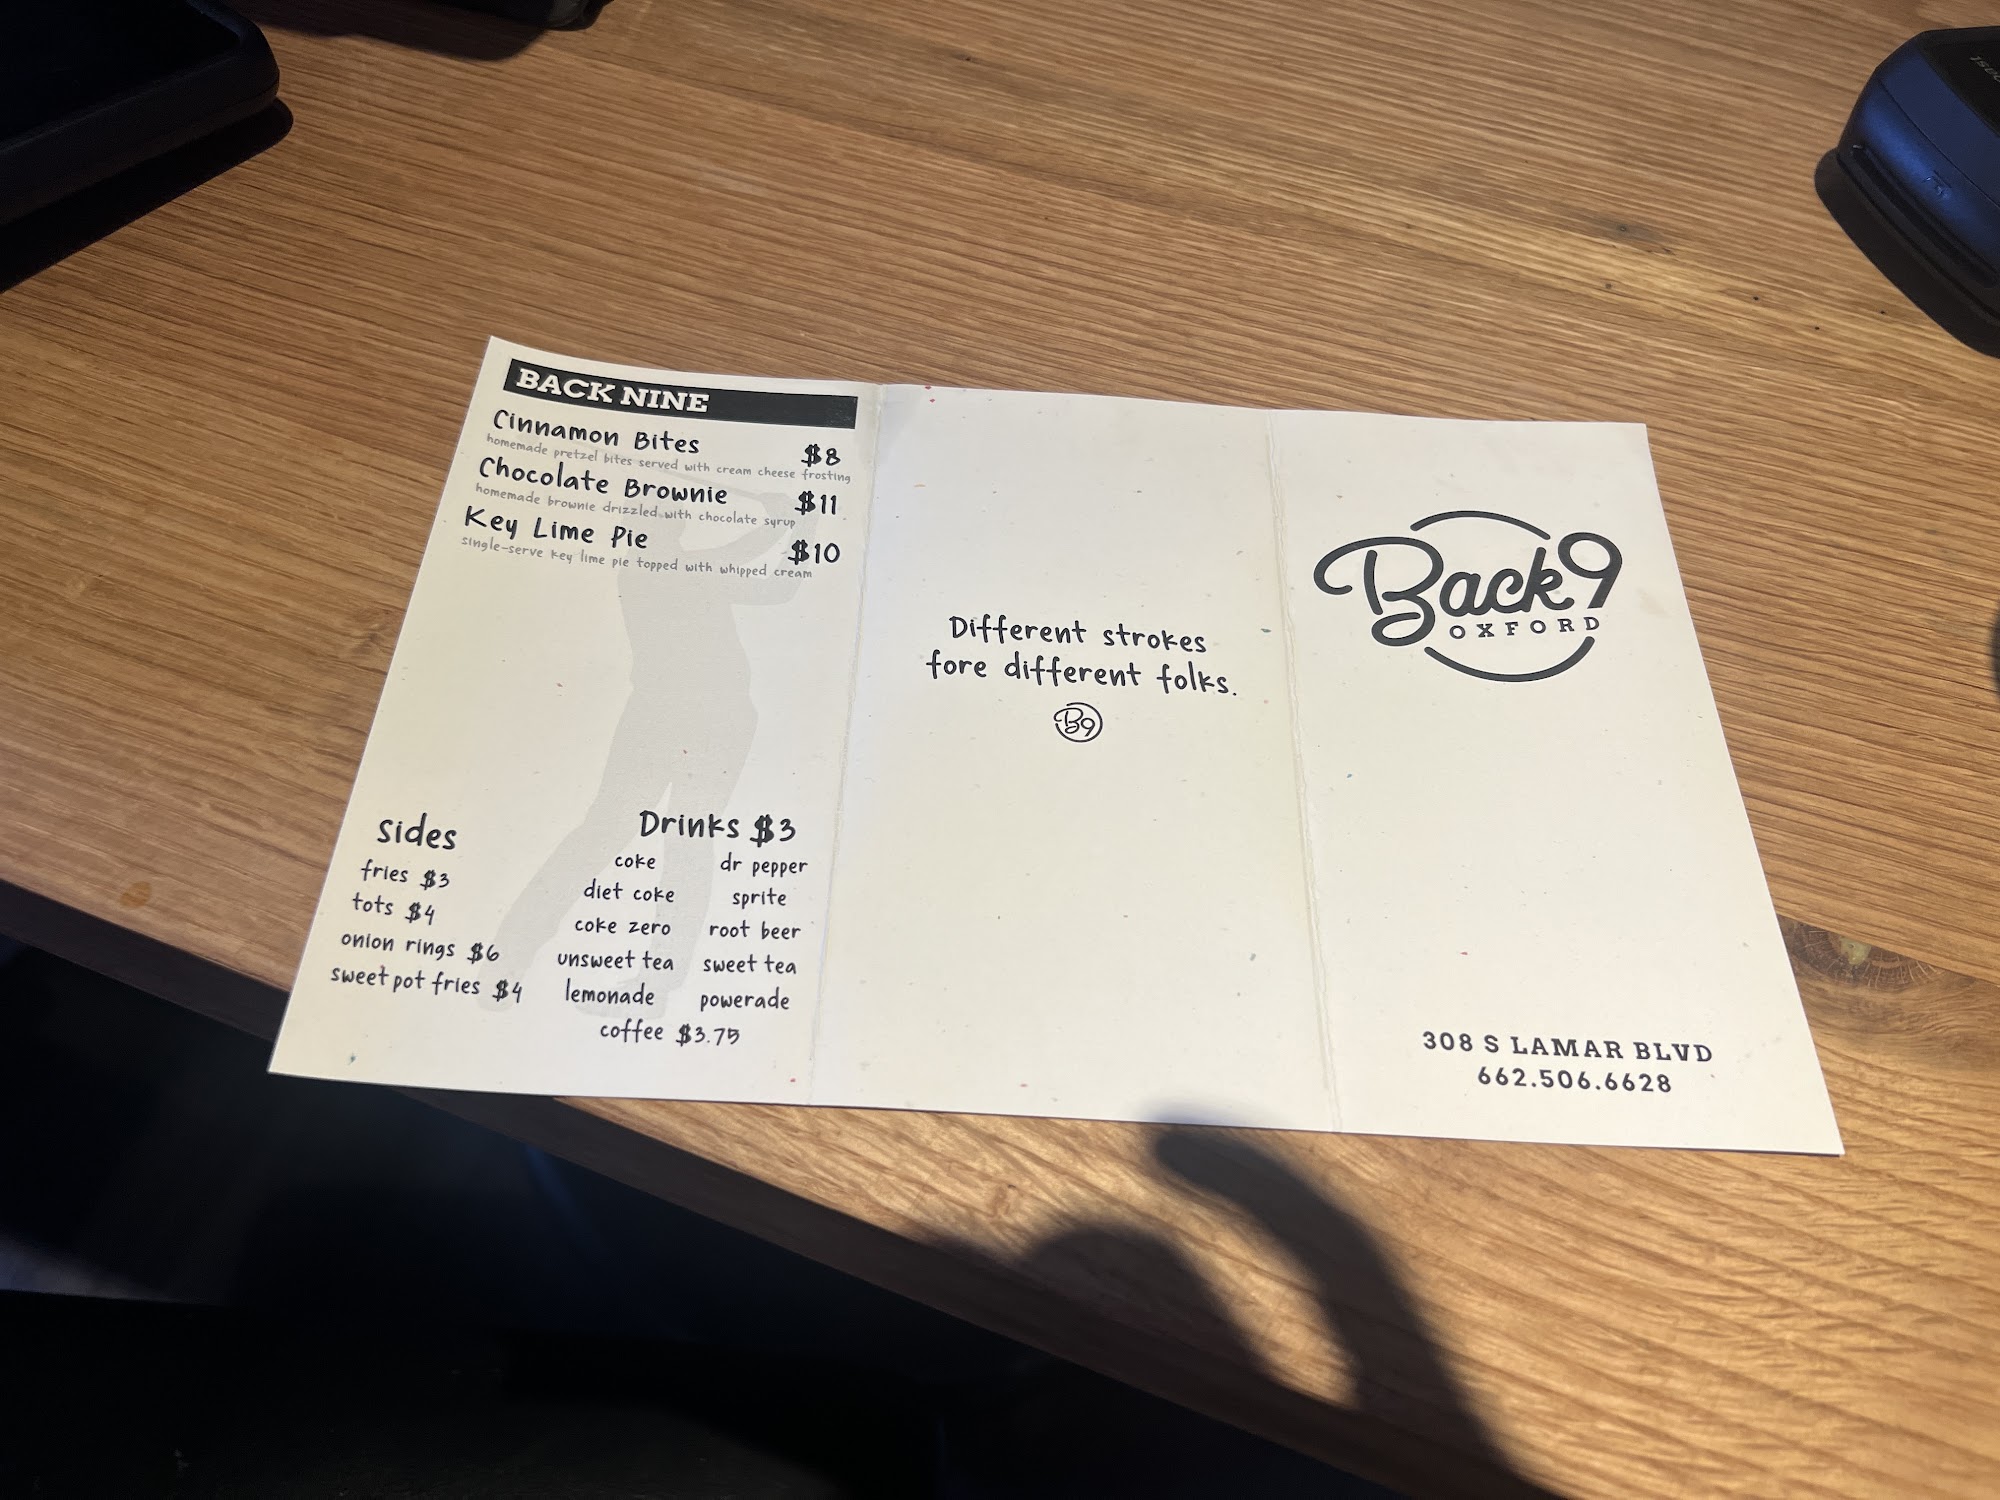 BACK NINE
Cinnamon Bites $8
homemade pretzel bites served with cream cheese frosting
Chocolate Brownie $11
homemade brownie drizzled with chocolate syrup
Key Lime Pie $10
single-serve key lime pie topped with whipped cream
sides
fries $3
tots $4
onion rings $6
sweet pot fries $4
Drinks $3
coke dr pepper
diet coke sprite
coke zero root beer
unsweet tea sweet tea
lemonade powerade
coffee $3.75
Different strokes
fore different folks.
B9
Back9
OXFORD
308 S LAMAR BLVD
662.506.6628